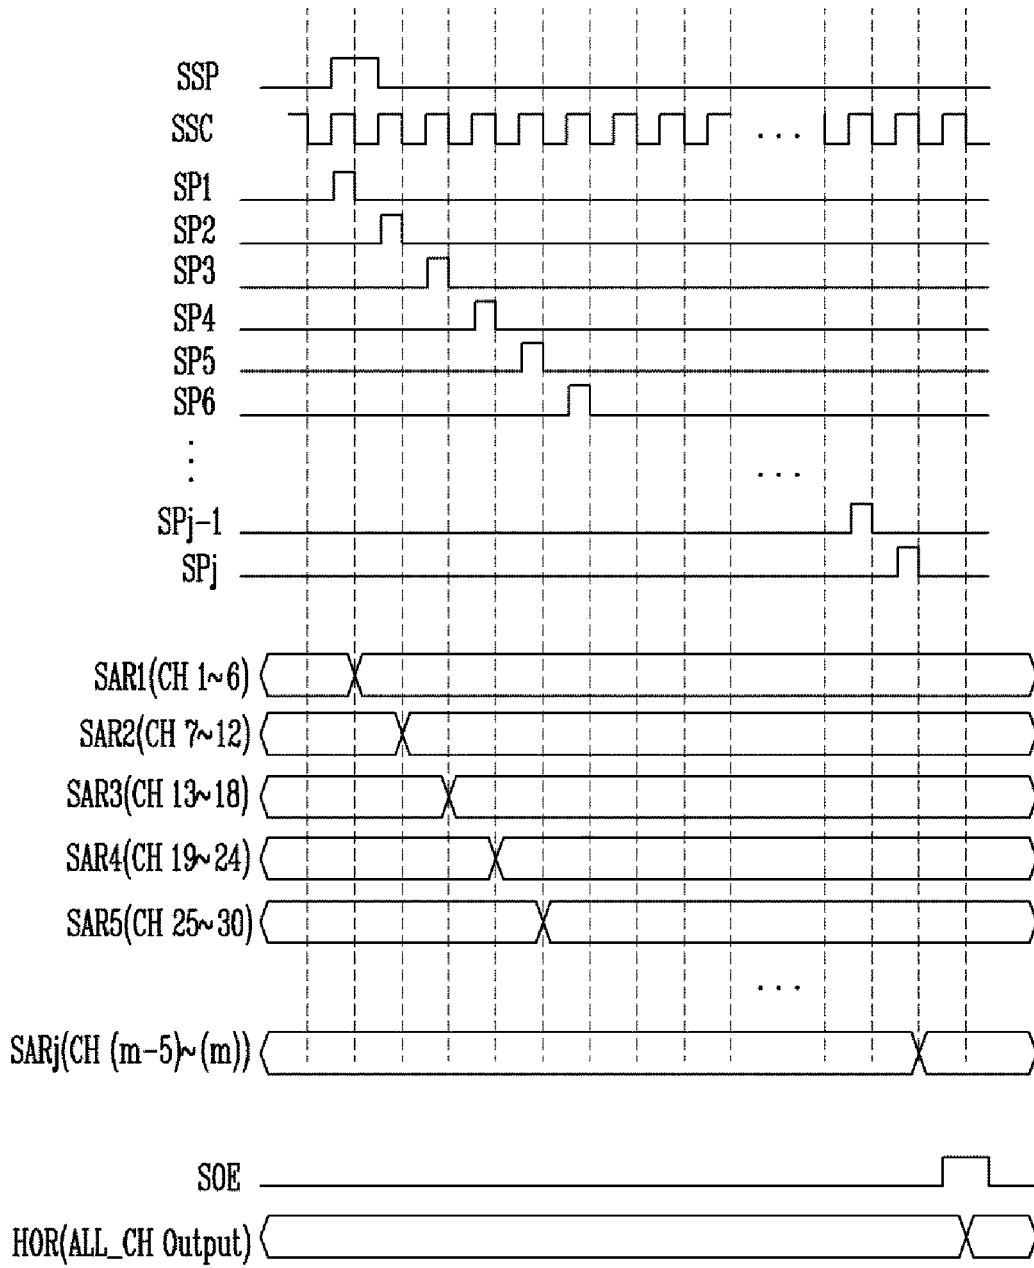 SSP
SSC
. . .
SP1
SP2
SP3
SP4
SP5
SP6
. . .
SPj-1
SPj
SAR1(CH 1~6)
SAR2(CH 7~12)
SAR3(CH 13~18)
SAR4(CH 19~24)
SAR5(CH 25~30)
. . .
SARj(CH (m-5)~(m))
SOE
HOR(ALL_CH Output)